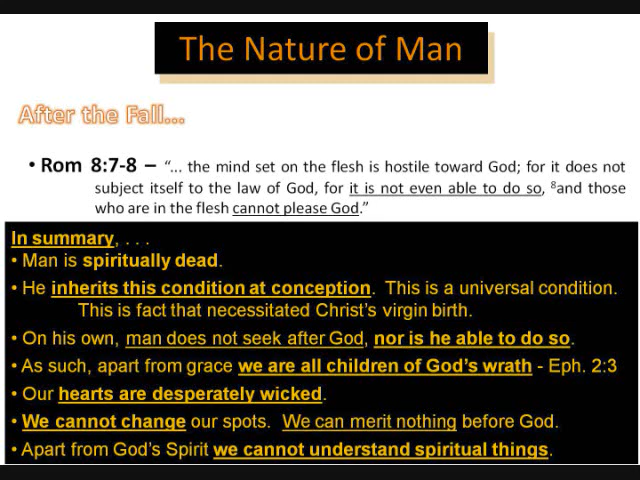 The Nature of Man
After the Fall...
• Rom 8:7-8 – “... the mind set on the flesh is hostile toward God; for it does not
subject itself to the law of God, for it is not even able to do so, ⁸and those
who are in the flesh cannot please God.”
In summary, . . .
• Man is spiritually dead.
• He inherits this condition at conception. This is a universal condition.
This is fact that necessitated Christ’s virgin birth.
• On his own, man does not seek after God, nor is he able to do so.
• As such, apart from grace we are all children of God’s wrath - Eph. 2:3
• Our hearts are desperately wicked.
• We cannot change our spots. We can merit nothing before God.
• Apart from God’s Spirit we cannot understand spiritual things.